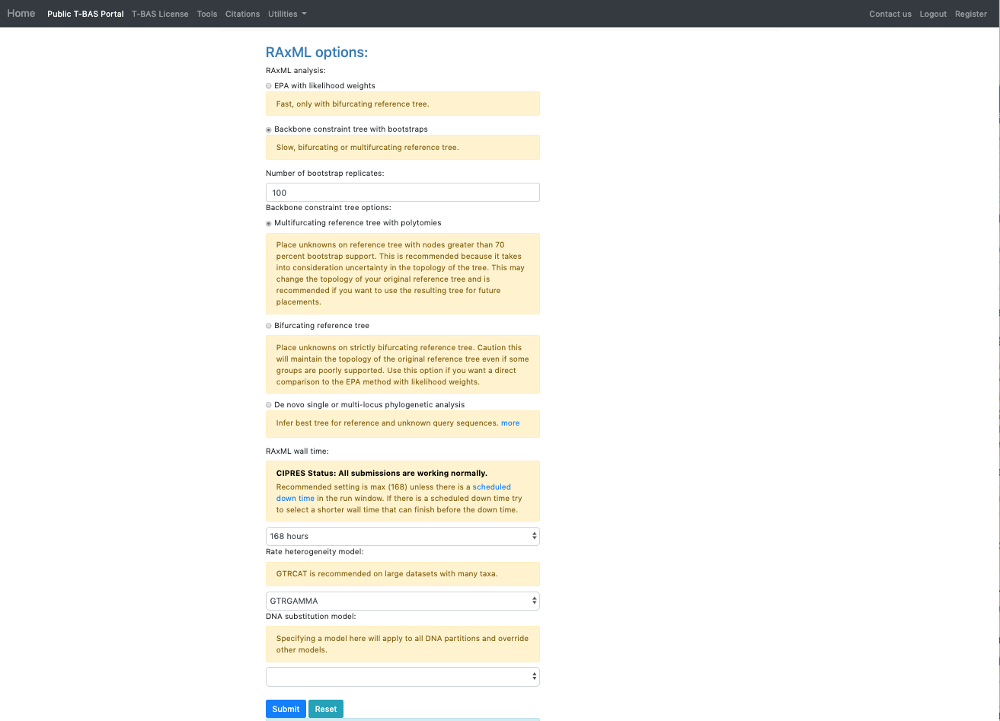 Home Public T-BAS Portal T-BAS License Tools Citations Utilities Contact us Logout Register
RAxML options:
RAxML analysis:
EPA with likelihood weights
Fast, only with bifurcating reference tree.
Backbone constraint tree with bootstraps
Slow, bifurcating or multifurcating reference tree.
Number of bootstrap replicates:
100
Backbone constraint tree options:
Multifurcating reference tree with polytomies
Place unknowns on reference tree with nodes greater than 70
percent bootstrap support. This is recommended because it takes
into consideration uncertainty in the topology of the tree. This may
change the topology of your original reference tree and is
recommended if you want to use the resulting tree for future
placements.
Bifurcating reference tree
Place unknowns on strictly bifurcating reference tree. Caution this
will maintain the topology of the original reference tree even if some
groups are poorly supported. Use this option if you want a direct
comparison to the EPA method with likelihood weights.
De novo single or multi-locus phylogenetic analysis
Infer best tree for reference and unknown query sequences. more
RAxML wall time:
CIPRES Status: All submissions are working normally.
Recommended setting is max (168) unless there is a scheduled
down time in the run window. If there is a scheduled down time try
to select a shorter wall time that can finish before the down time.
168 hours
Rate heterogeneity model:
GTRCAT is recommended on large datasets with many taxa.
GTRGAMMA
DNA substitution model:
Specifying a model here will apply to all DNA partitions and override
other models.
Submit Reset